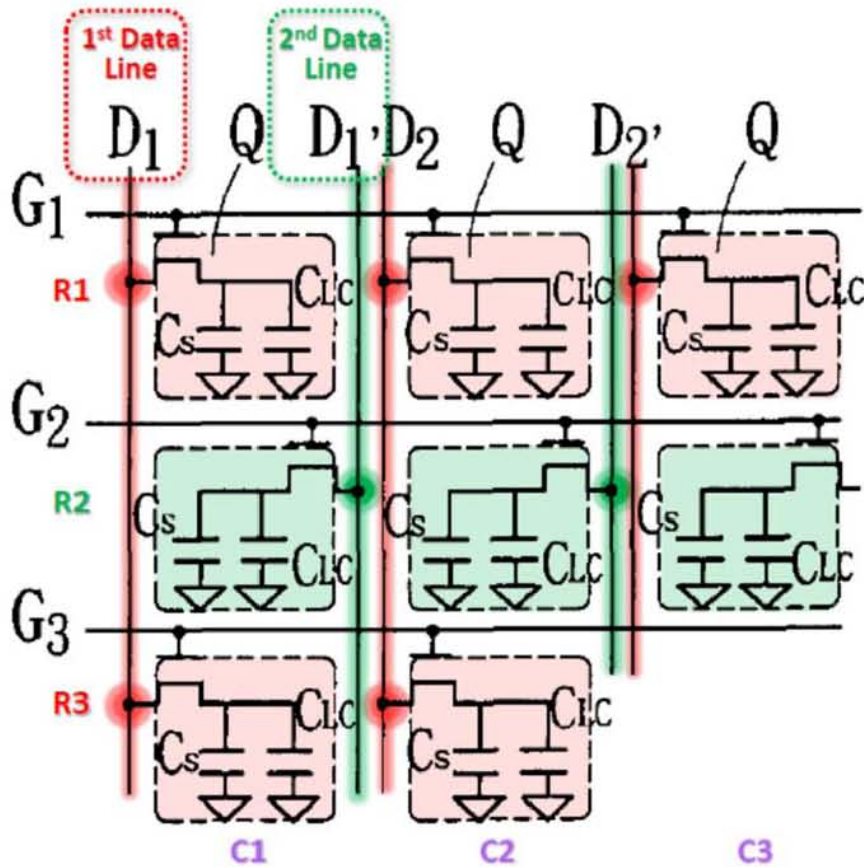 1st Data Line
2nd Data Line
D1 Q D1' D2 Q D2' Q
G1
R1 CLC CLC CLC
Cs Cs Cs
G2
R2 Cs Cs Cs
CLC CLC CLC
G3
R3 CLC CLC
Cs Cs
C1 C2 C3